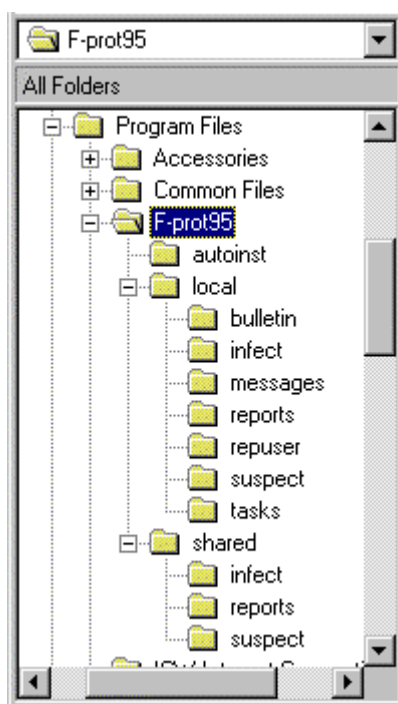 F-prot95
All Folders
Program Files
Accessories
Common Files
F-prot95
autoinst
local
bulletin
infect
messages
reports
repuser
suspect
tasks
shared
infect
reports
suspect